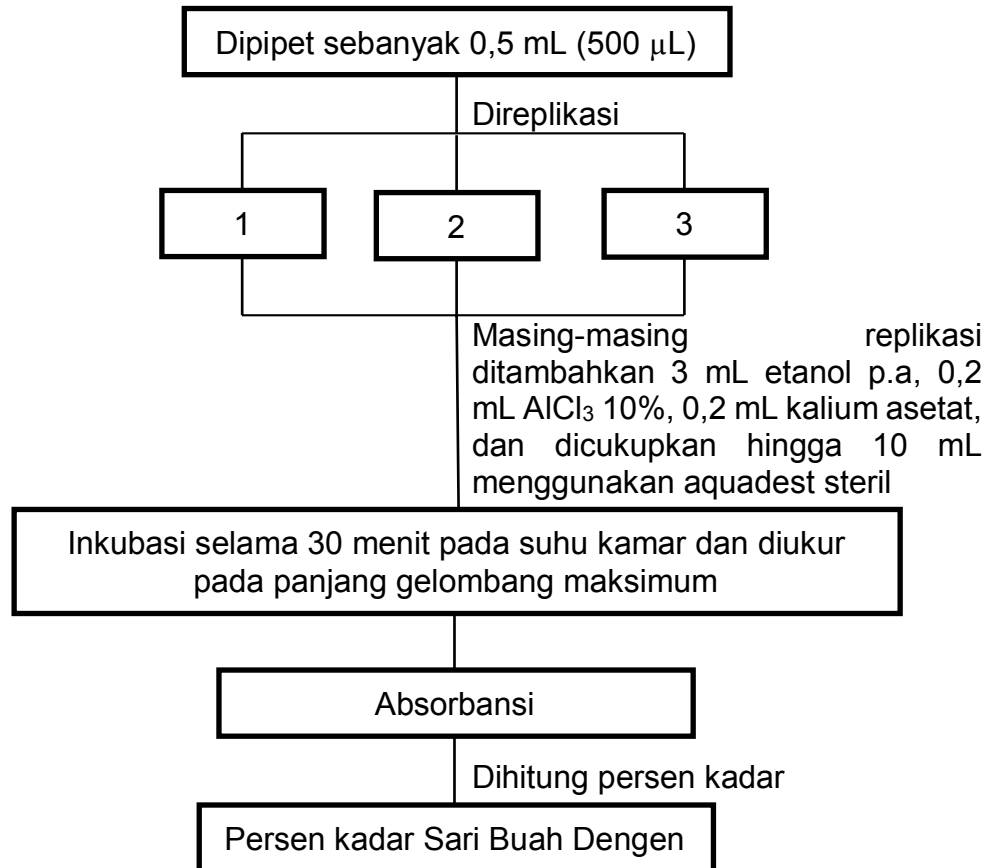 Dipipet sebanyak 0,5 mL (500 μL)
Direplikasi
1
2
3
Masing-masing replikasi
ditambahkan 3 mL etanol p.a, 0,2
mL AlCl₃ 10%, 0,2 mL kalium asetat,
dan dicukupkan hingga 10 mL
menggunakan aquadest steril
Inkubasi selama 30 menit pada suhu kamar dan diukur
pada panjang gelombang maksimum
Absorbansi
Dihitung persen kadar
Persen kadar Sari Buah Dengen